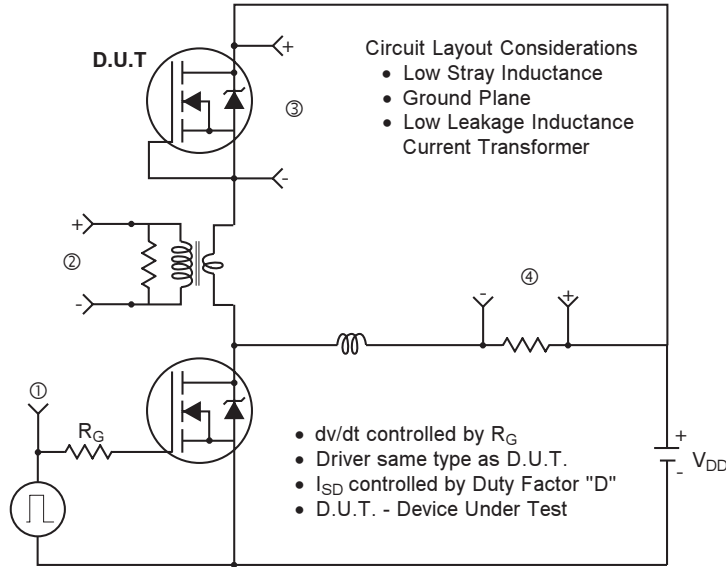 D.U.T
+
Circuit Layout Considerations
• Low Stray Inductance
③
• Ground Plane
• Low Leakage Inductance
Current Transformer
-
+
②
-
④
-
+
①
R_G
• dv/dt controlled by R_G
• Driver same type as D.U.T.
• I_SD controlled by Duty Factor "D"
• D.U.T. - Device Under Test
+
V_DD
-